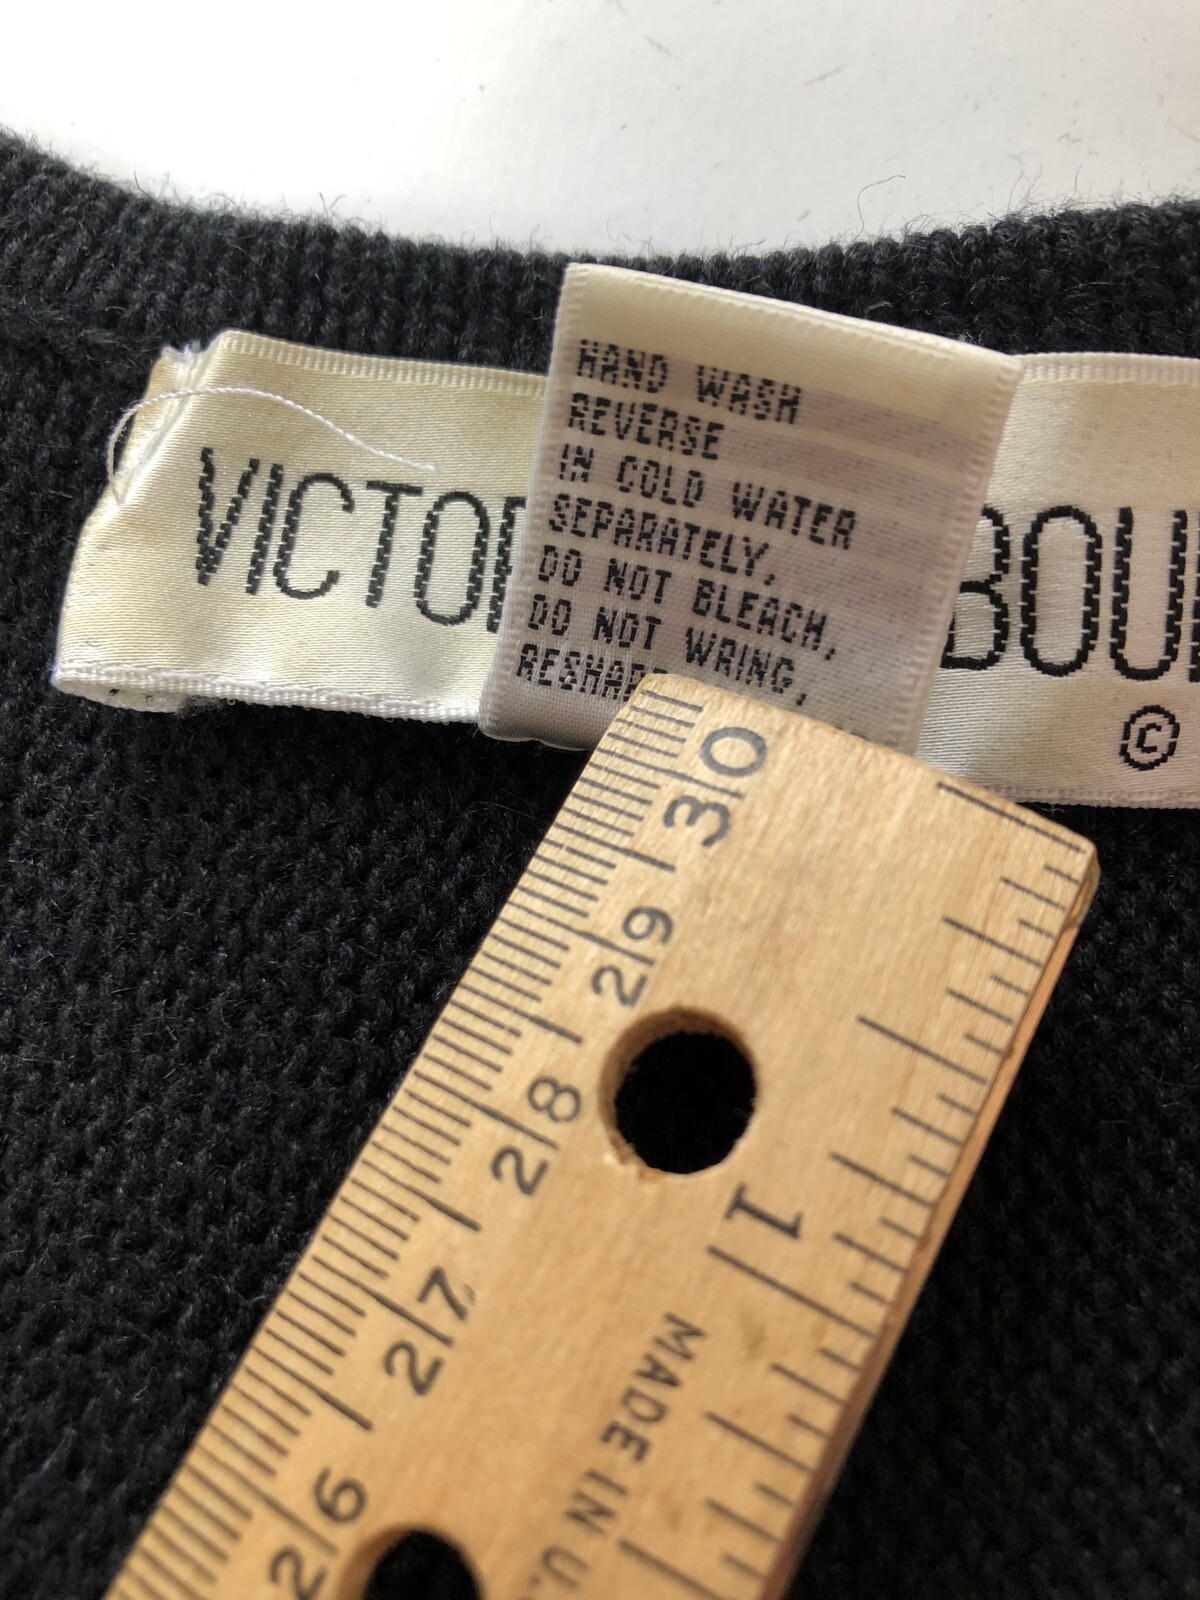 VICTOR
BOU
©
HAND WASH
REVERSE
IN COLD WATER
SEPARATELY,
DO NOT BLEACH,
DO NOT WRING,
RESHAP
30
29
28
27
26
1
MADE IN U.